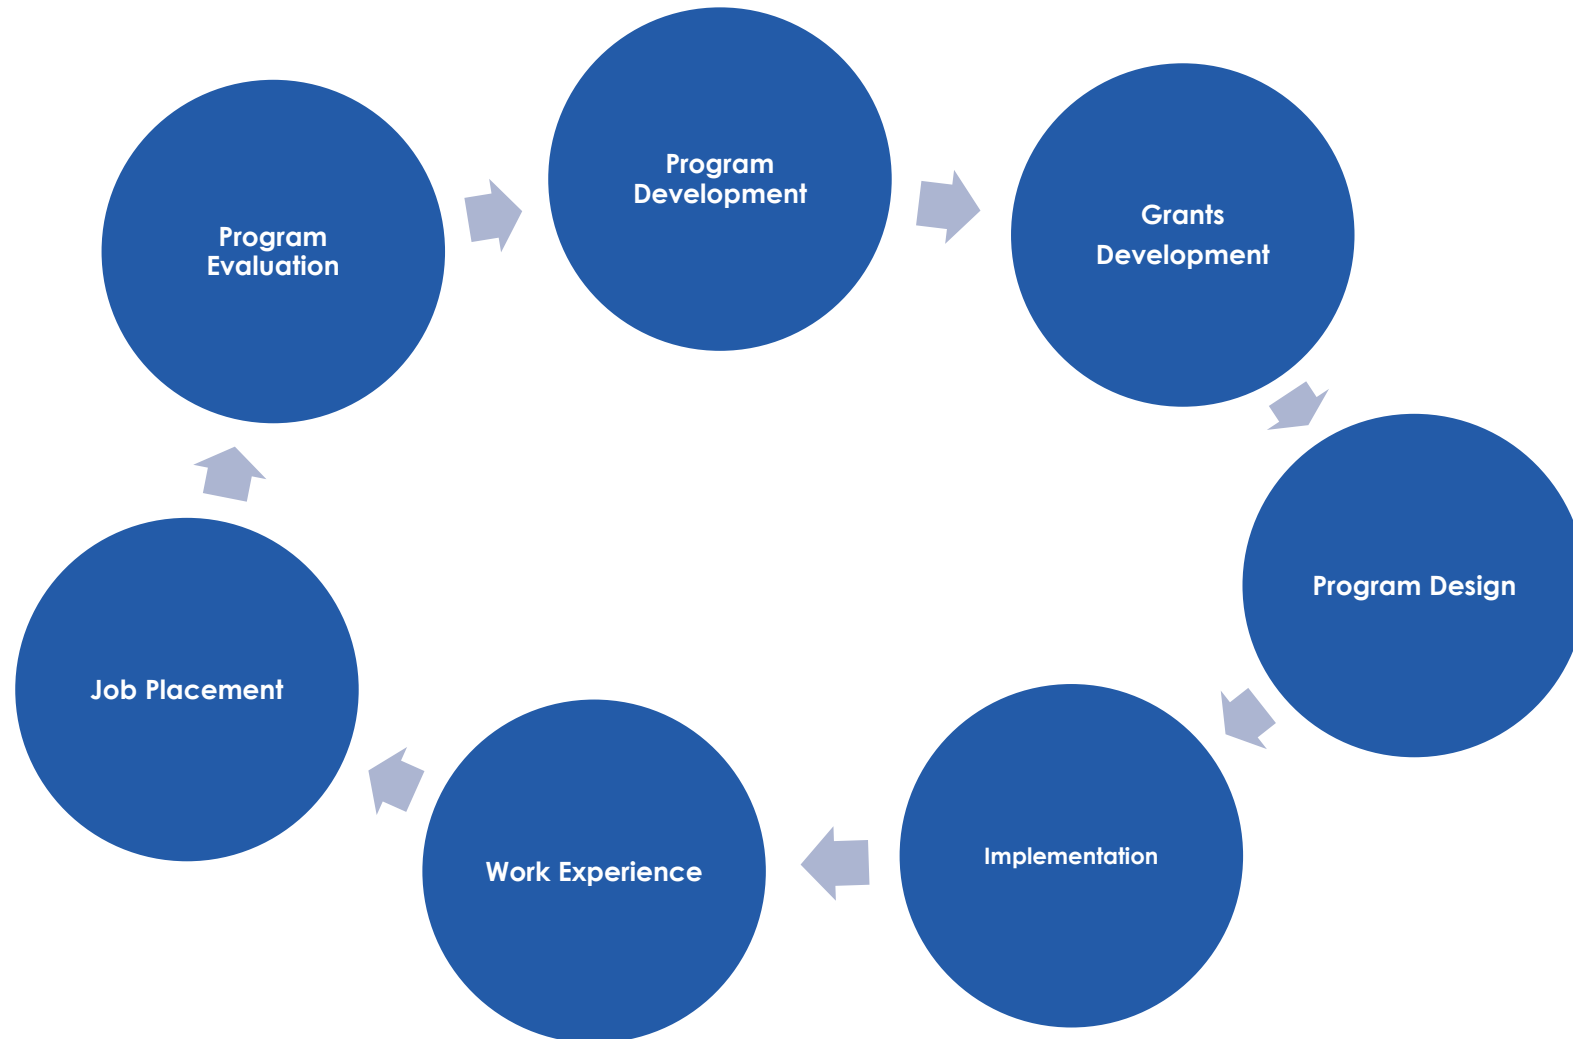 Program
Development
Grants
Development
Program Design
Implementation
Work Experience
Job Placement
Program
Evaluation